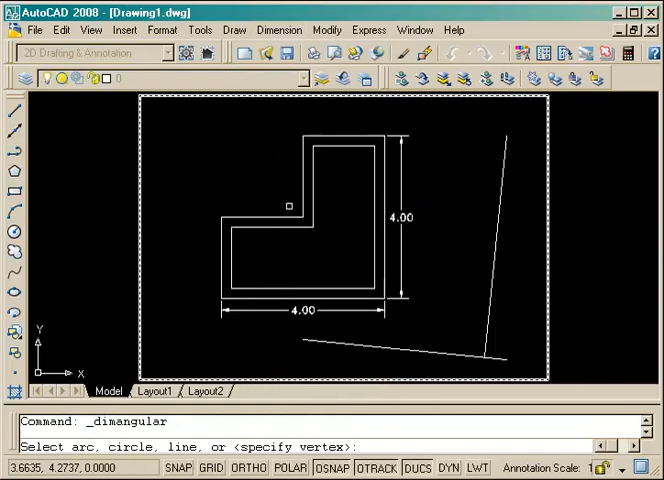 AutoCAD 2008 - [Drawing1.dwg]
File Edit View Insert Format Tools Draw Dimension Modify Express Window Help
2D Drafting & Annotation
0
4.00
4.00
Y
X
Model Layout1 Layout2
Command: _dimangular
Select arc, circle, line, or <specify vertex>:
3.6635, 4.2737, 0.0000 SNAP GRID ORTHO POLAR OSNAP OTRACK DUCS DYN LWT Annotation Scale: 1